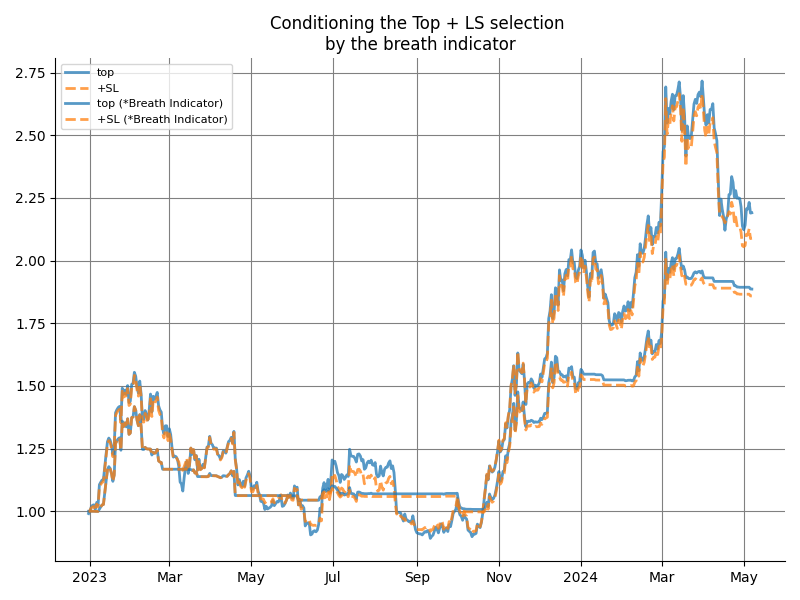 Conditioning the Top + LS selection
by the breath indicator
top
+SL
top (*Breath Indicator)
+SL (*Breath Indicator)
2.75
2.50
2.25
2.00
1.75
1.50
1.25
1.00
2023 Mar May Jul Sep Nov 2024 Mar May